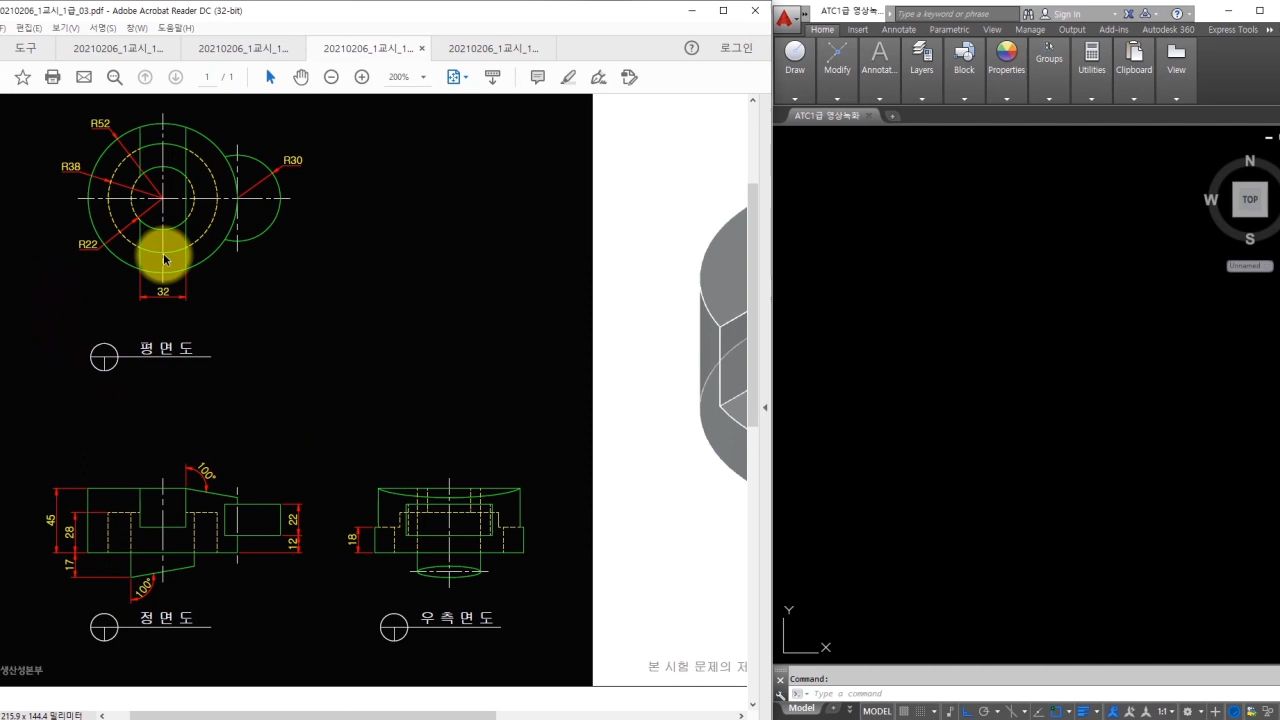 0210206_1교시_1급_03.pdf - Adobe Acrobat Reader DC (32-bit)
편집(E) 보기(V) 서명(S) 창(W) 도움말(H)
도구
20210206_1교시_1...
20210206_1교시_1...
20210206_1교시_1...
20210206_1교시_1...
로그인
1 / 1
200%
R52
R38
R30
R22
32
평 면 도
100°
45
28
17
22
12
100°
18
정 면 도
우 측 면 도
생산성본부
본 시험 문제의 저
215.9 x 144.4 밀리미터
ATC1급 영상녹...
Type a keyword or phrase
Sign In
Home Insert Annotate Parametric View Manage Output Add-ins Autodesk 360 Express Tools
Draw
Modify
Annotat...
Layers
Block
Properties
Groups
Utilities
Clipboard
View
ATC1급 영상녹화
N
W
TOP
S
Unnamed
Y
X
Command:
Type a command
Model
MODEL
1:1